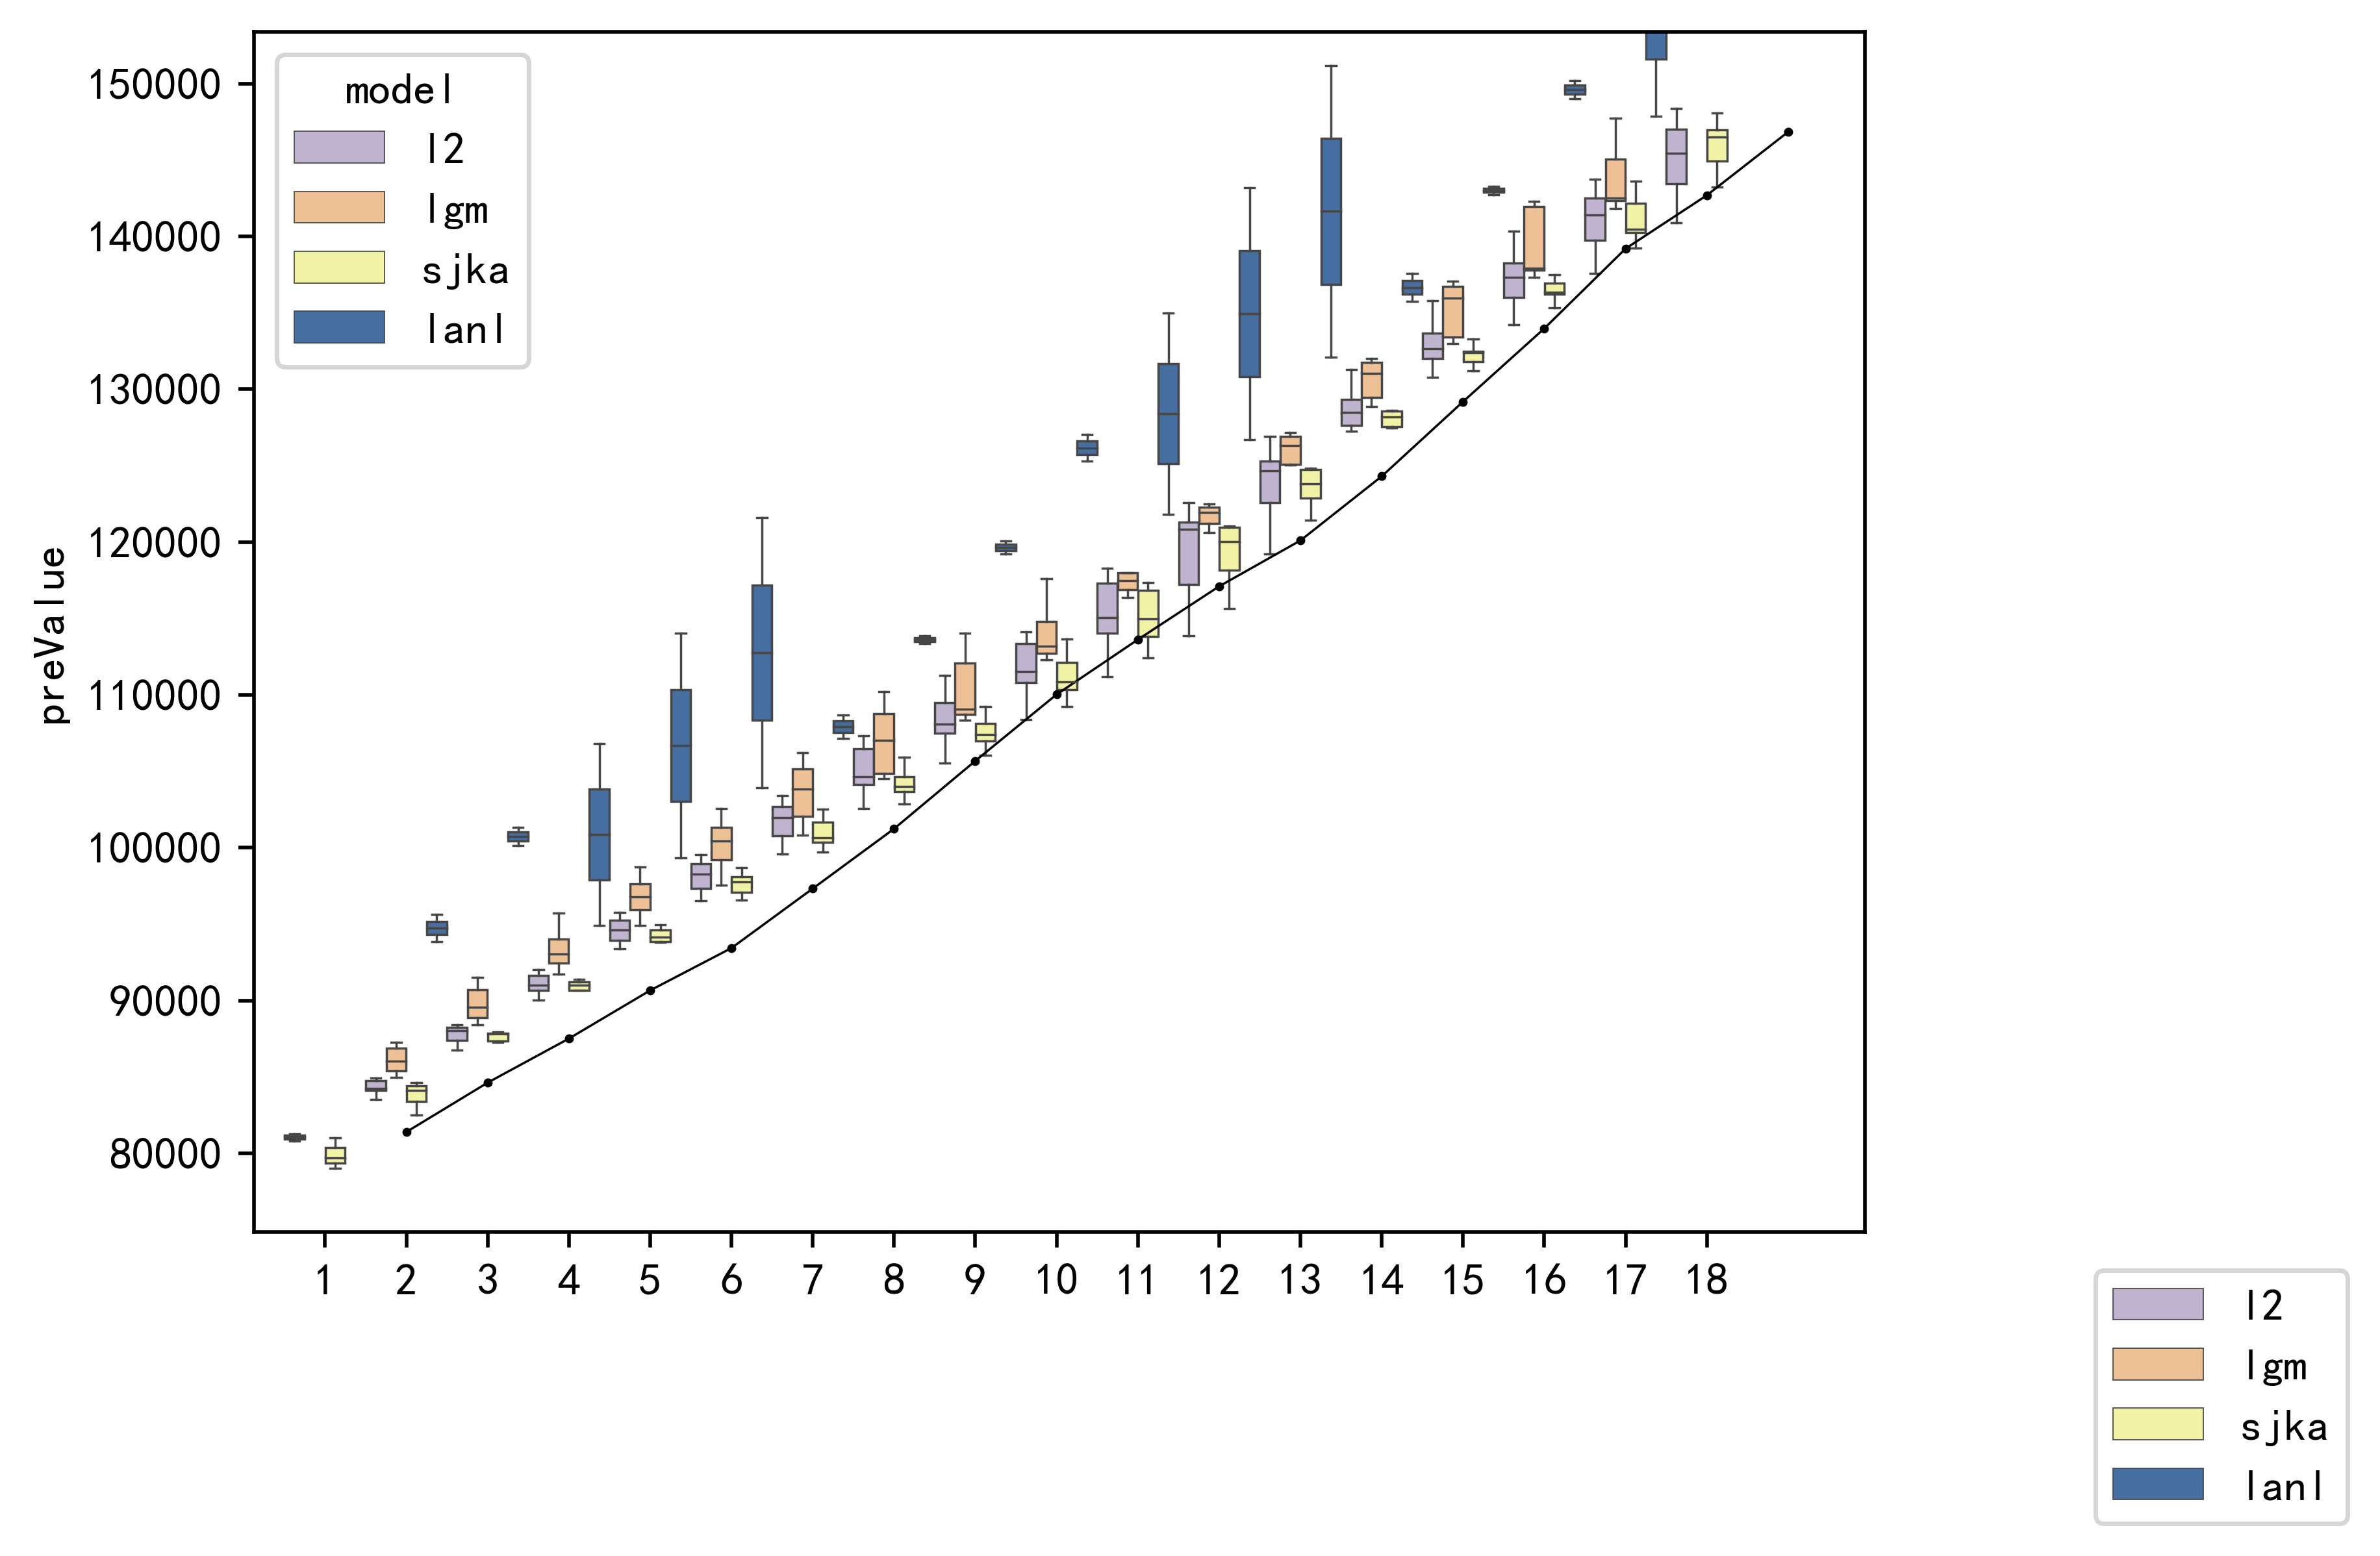 model
l2
lgm
sjka
lanl
preValue
150000
140000
130000
120000
110000
100000
90000
80000
1 2 3 4 5 6 7 8 9 10 11 12 13 14 15 16 17 18
l2
lgm
sjka
lanl